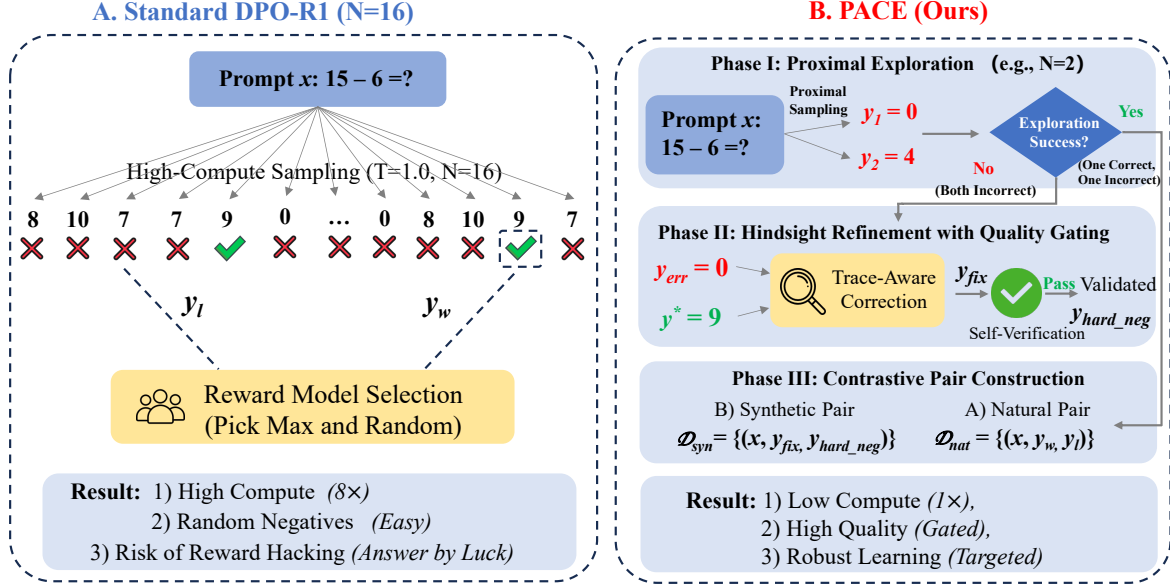 A. Standard DPO-R1 (N=16)
Prompt x: 15 – 6 =?
High-Compute Sampling (T=1.0, N=16)
8 10 7 7 9 0 ... 0 8 10 9 7
y_l
y_w
Reward Model Selection
(Pick Max and Random)
Result: 1) High Compute (8×)
2) Random Negatives (Easy)
3) Risk of Reward Hacking (Answer by Luck)
B. PACE (Ours)
Phase I: Proximal Exploration (e.g., N=2)
Prompt x:
15 – 6 =?
Proximal
Sampling
y_1 = 0
y_2 = 4
Exploration
Success?
Yes
(One Correct,
One Incorrect)
No
(Both Incorrect)
Phase II: Hindsight Refinement with Quality Gating
y_err = 0
y* = 9
Trace-Aware
Correction
y_fix
Self-Verification
Pass
Validated
y_hard_neg
Phase III: Contrastive Pair Construction
B) Synthetic Pair
𝒟_syn = {(x, y_fix, y_hard_neg)}
A) Natural Pair
𝒟_nat = {(x, y_w, y_l)}
Result: 1) Low Compute (1×),
2) High Quality (Gated),
3) Robust Learning (Targeted)